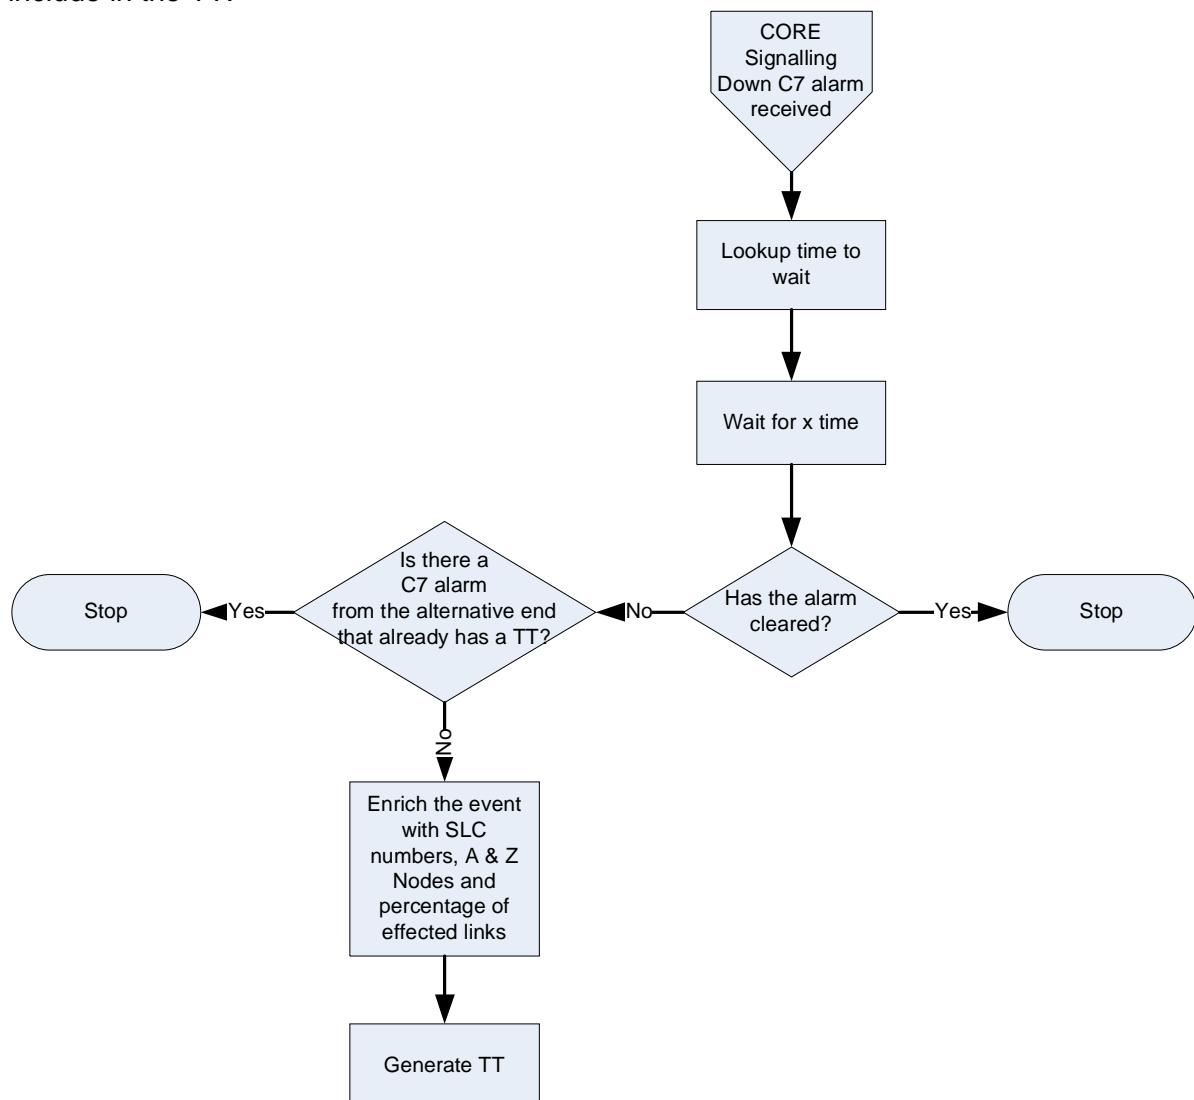 CORE
Signalling
Down C7 alarm
received
Lookup time to
wait
Wait for x time
Has the alarm
cleared?
Yes
Stop
No
Is there a
C7 alarm
from the alternative end
that already has a TT?
Yes
Stop
No
Enrich the event
with SLC
numbers, A & Z
Nodes and
percentage of
effected links
Generate TT